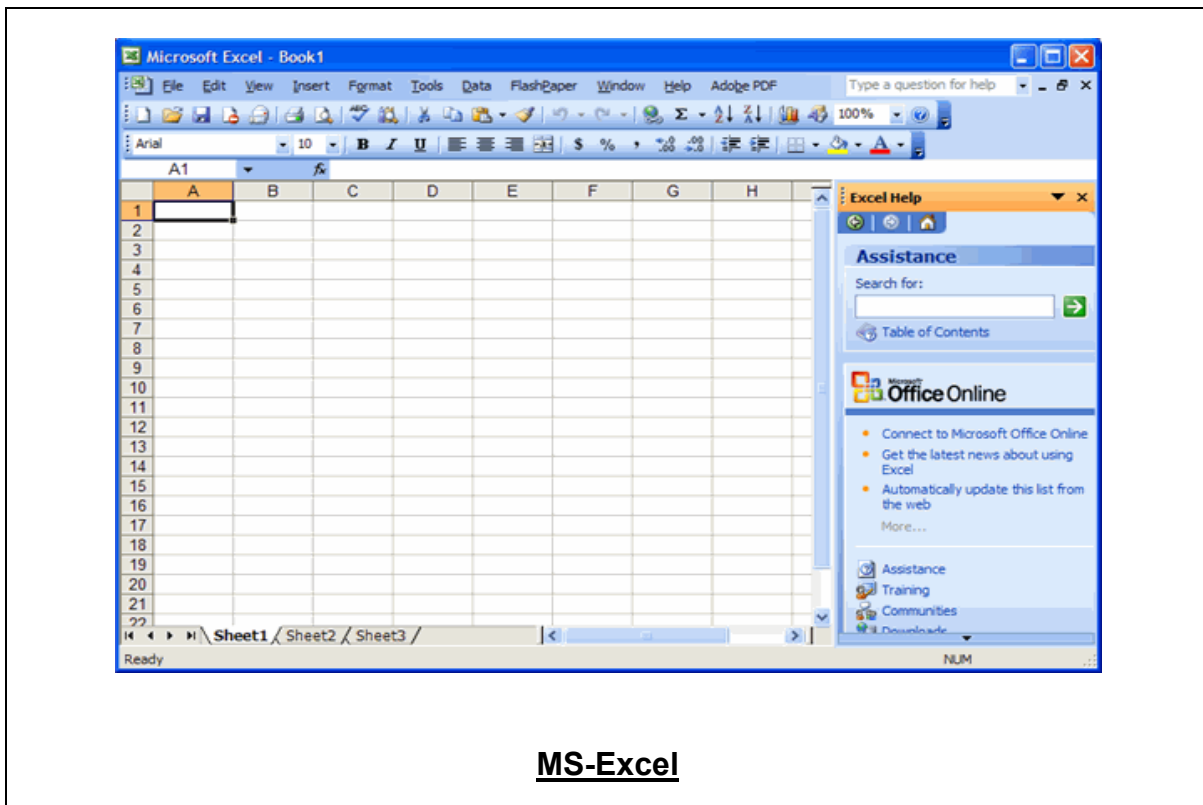 Microsoft Excel - Book1
File Edit View Insert Format Tools Data FlashPaper Window Help Adobe PDF Type a question for help
100%
Arial 10 B I U $ % ,
A1 fx
A B C D E F G H
1
2
3
4
5
6
7
8
9
10
11
12
13
14
15
16
17
18
19
20
21
22
Sheet1 / Sheet2 / Sheet3 /
Ready NUM
Excel Help
Assistance
Search for:
Table of Contents
Microsoft
Office Online
Connect to Microsoft Office Online
Get the latest news about using
Excel
Automatically update this list from
the web
More...
Assistance
Training
Communities
Downloads
MS-Excel